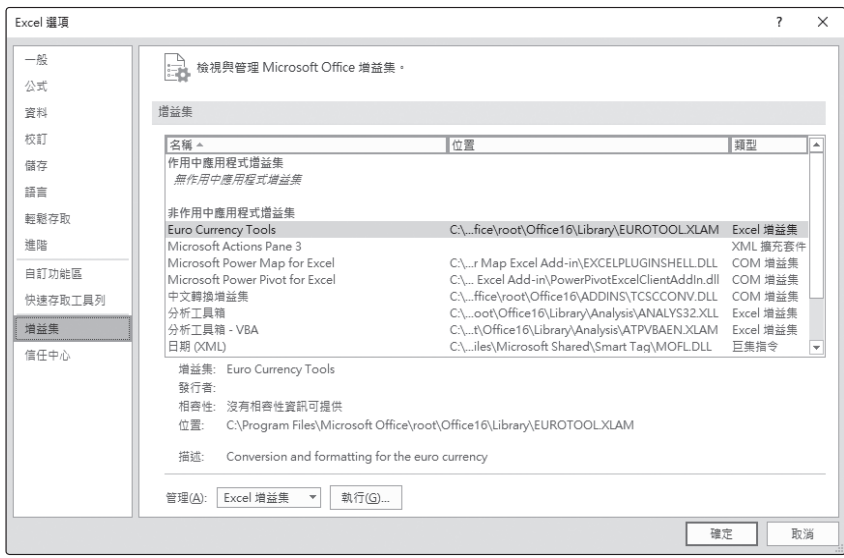 Excel 選項
?
×
一般
公式
資料
校訂
儲存
語言
輕鬆存取
進階
自訂功能區
快速存取工具列
增益集
信任中心
檢視與管理 Microsoft Office 增益集。
增益集
名稱 位置 類型
作用中應用程式增益集
無作用中應用程式增益集
非作用中應用程式增益集
Euro Currency Tools C:\...fice\root\Office16\Library\EUROTOOL.XLAM Excel 增益集
Microsoft Actions Pane 3 XML 擴充套件
Microsoft Power Map for Excel C:\...r Map Excel Add-in\EXCELPLUGINSHELL.DLL COM 增益集
Microsoft Power Pivot for Excel C:\... Excel Add-in\PowerPivotExcelClientAddIn.dll COM 增益集
中文轉換增益集 C:\...ffice\root\Office16\ADDINS\TCSCCONV.DLL COM 增益集
分析工具箱 C:\...oot\Office16\Library\Analysis\ANALYS32.XLL Excel 增益集
分析工具箱 - VBA C:\...t\Office16\Library\Analysis\ATPVBAEN.XLAM Excel 增益集
日期 (XML) C:\...iles\Microsoft Shared\Smart Tag\MOFL.DLL 巨集指令
增益集: Euro Currency Tools
發行者:
相容性: 沒有相容性資訊可提供
位置: C:\Program Files\Microsoft Office\root\Office16\Library\EUROTOOL.XLAM
描述: Conversion and formatting for the euro currency
管理(A): Excel 增益集 執行(G)...
確定 取消